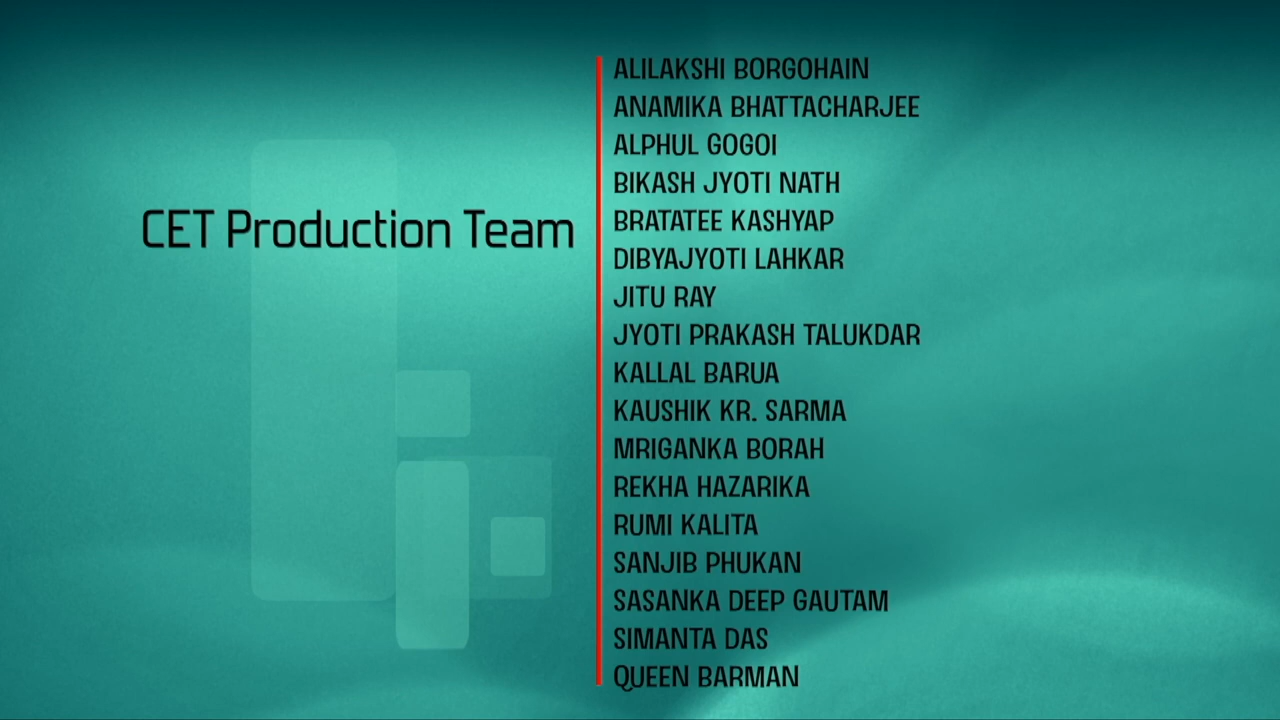 CET Production Team
ALILAKSHI BORGOHAIN
ANAMIKA BHATTACHARJEE
ALPHUL GOGOI
BIKASH JYOTI NATH
BRATATEE KASHYAP
DIBYAJYOTI LAHKAR
JITU RAY
JYOTI PRAKASH TALUKDAR
KALLAL BARUA
KAUSHIK KR. SARMA
MRIGANKA BORAH
REKHA HAZARIKA
RUMI KALITA
SANJIB PHUKAN
SASANKA DEEP GAUTAM
SIMANTA DAS
QUEEN BARMAN